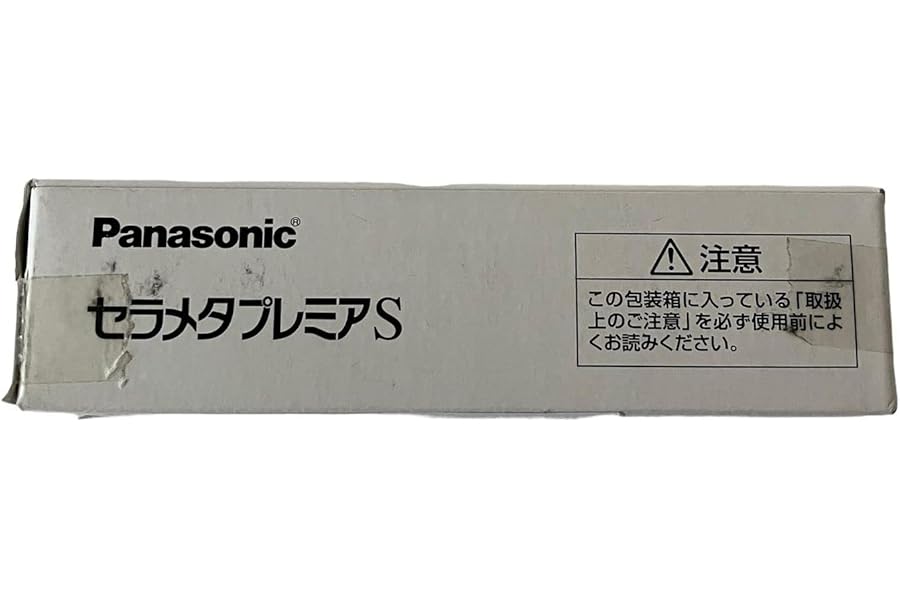 Panasonic®
⚠ 注意
セラメタプレミアS
この包装箱に入っている「取扱
上のご注意」を必ず使用前によ
くお読みください。